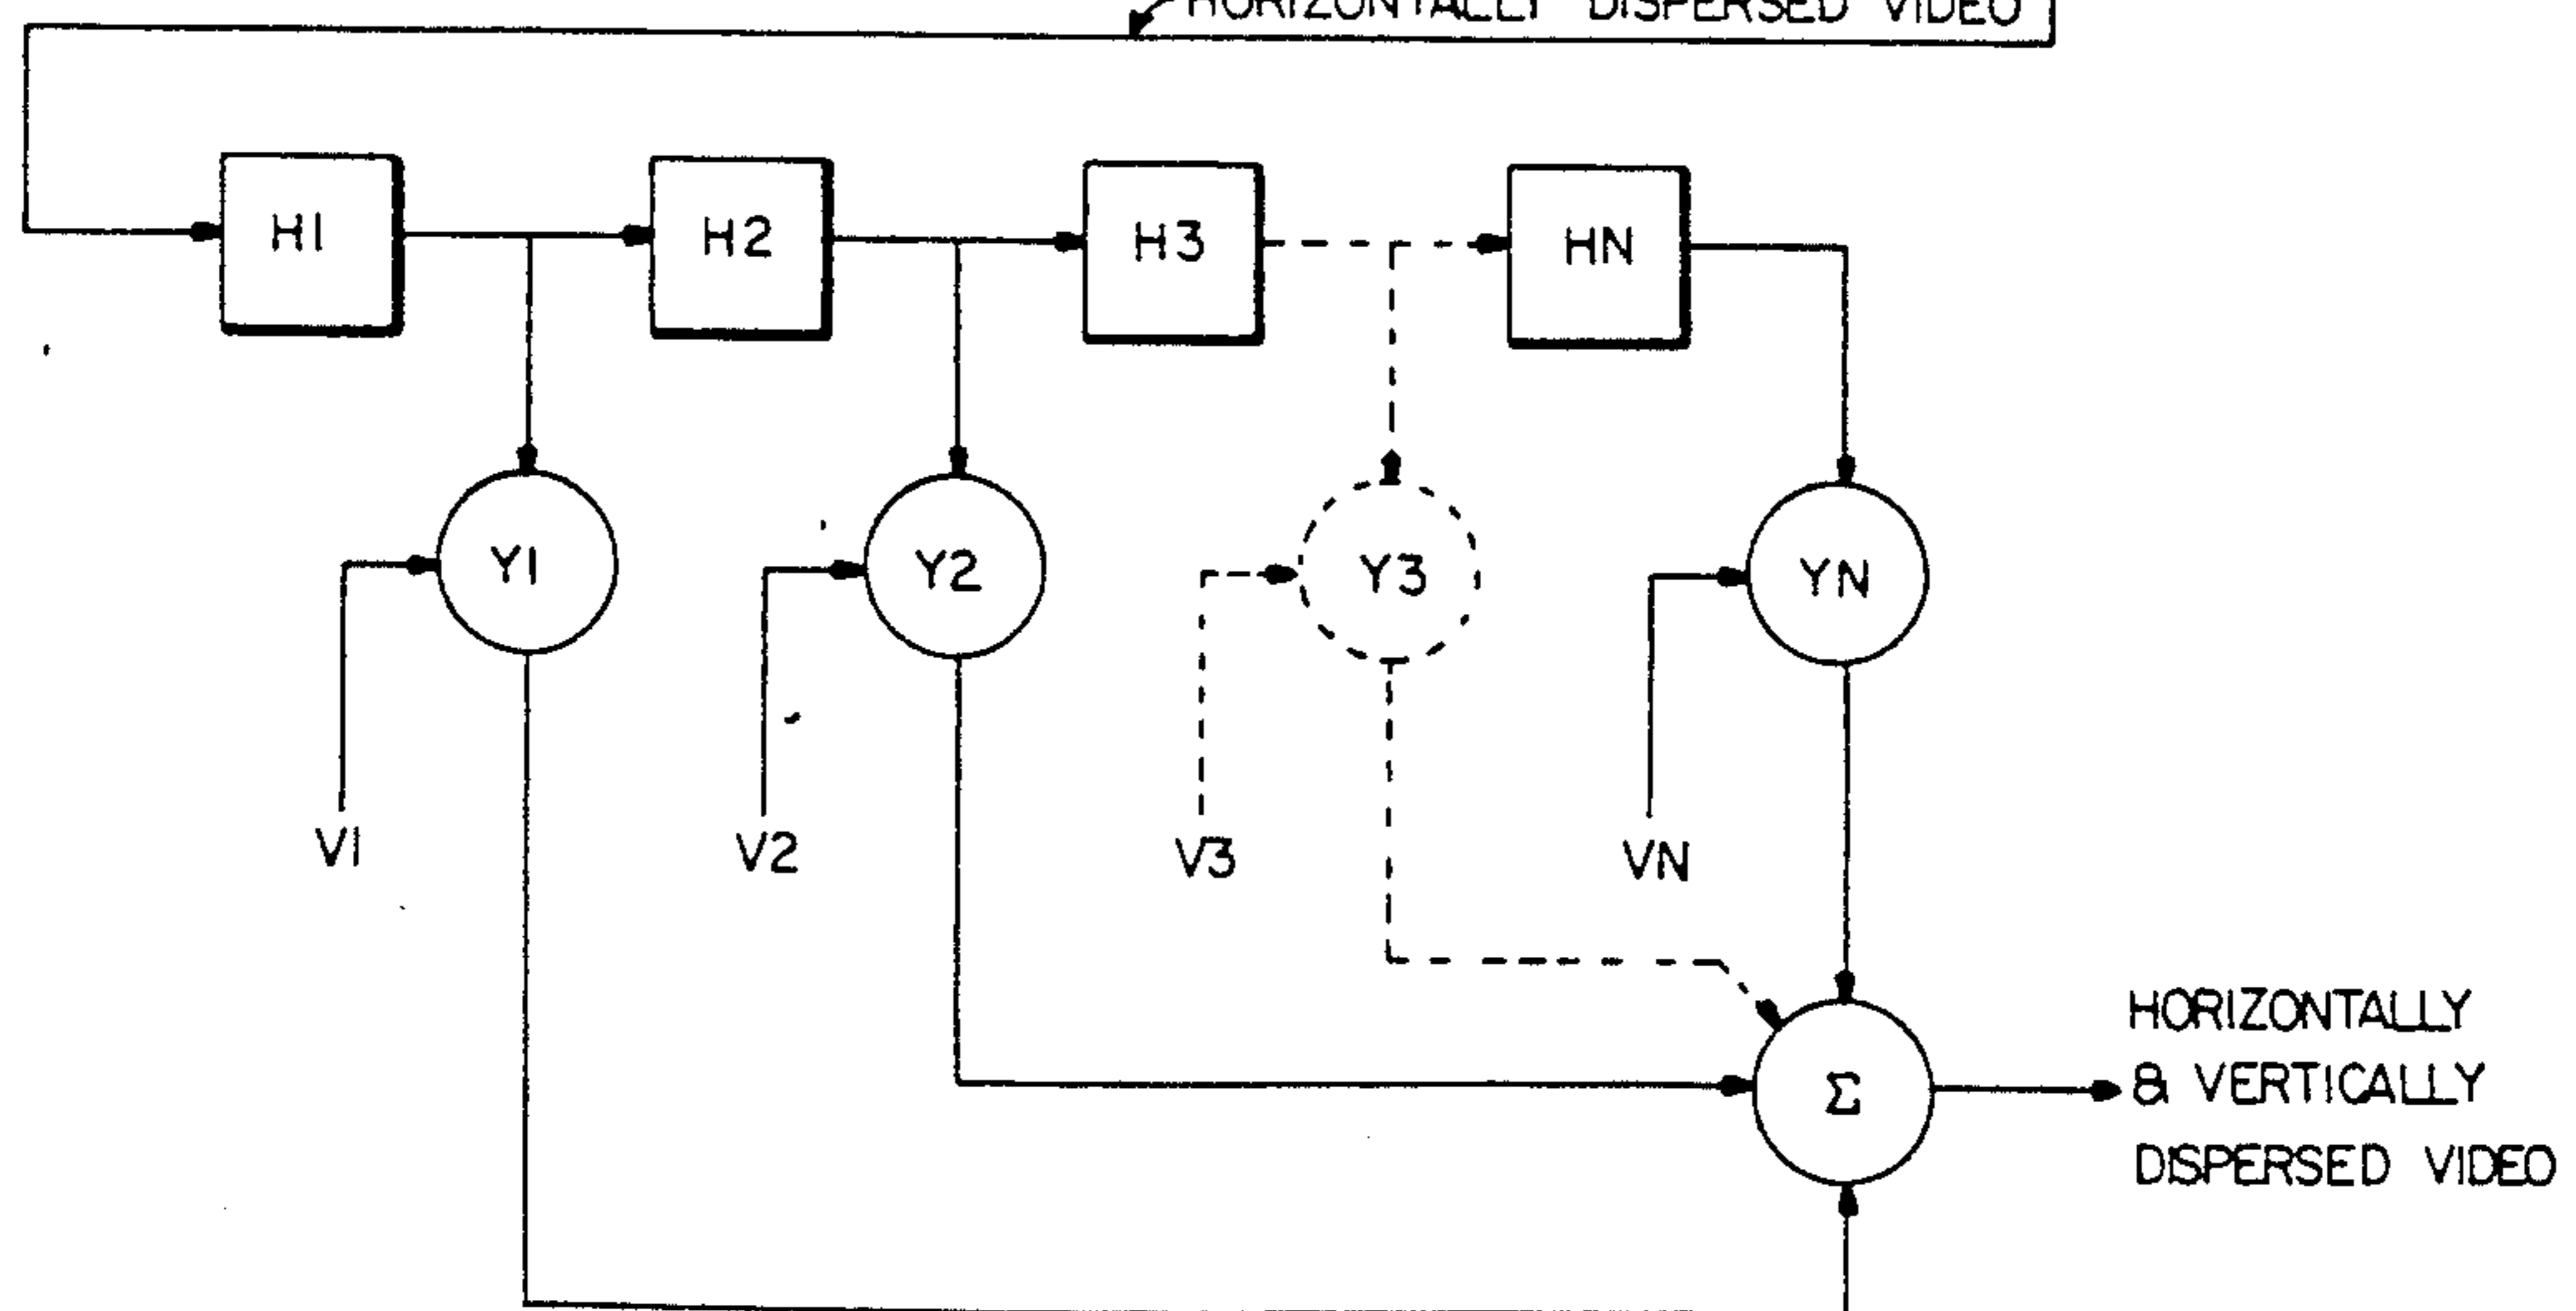 HORIZONTALLY DISPERSED VIDEO
H1
H2
H3
HN
Y1
Y2
Y3
YN
V1
V2
V3
VN
Σ
HORIZONTALLY
& VERTICALLY
DISPERSED VIDEO